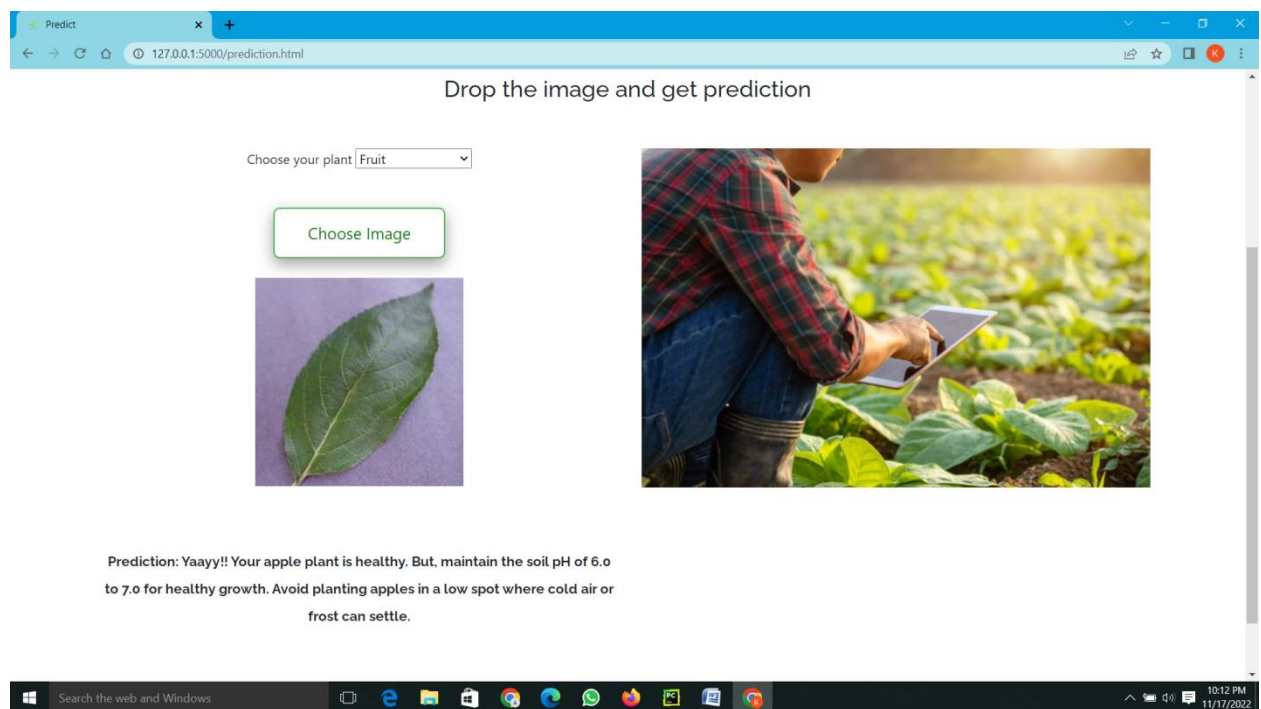 Predict
127.0.0.1:5000/prediction.html
K
Drop the image and get prediction
Choose your plant Fruit
Choose Image
Prediction: Yaayy!! Your apple plant is healthy. But, maintain the soil pH of 6.0
to 7.0 for healthy growth. Avoid planting apples in a low spot where cold air or
frost can settle.
Search the web and Windows
PC
10:12 PM
11/17/2022